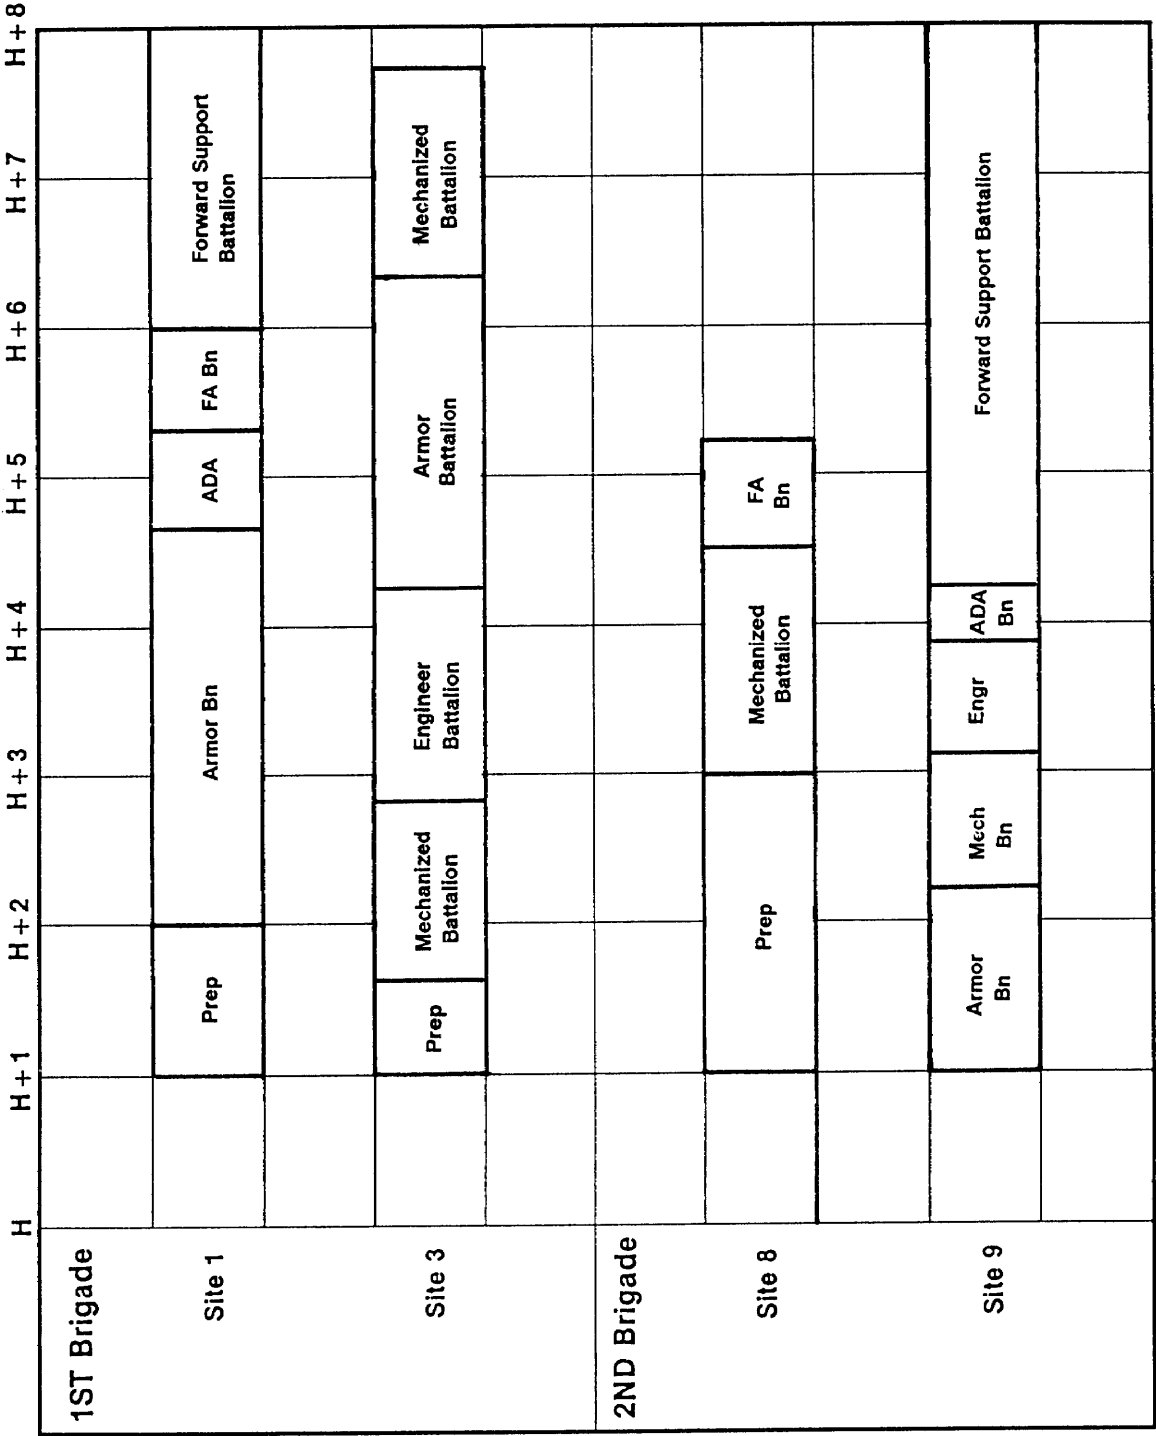 H
H+1
H+2
H+3
H+4
H+5
H+6
H+7
H+8
1ST Brigade
Site 1
Prep
Armor Bn
ADA
FA Bn
Forward Support
Battalion
Site 3
Prep
Mechanized
Battalion
Engineer
Battalion
Armor
Battalion
Mechanized
Battalion
2ND Brigade
Site 8
Prep
Mechanized
Battalion
FA
Bn
Site 9
Armor
Bn
Mech
Bn
Engr
ADA
Bn
Forward Support Battalion